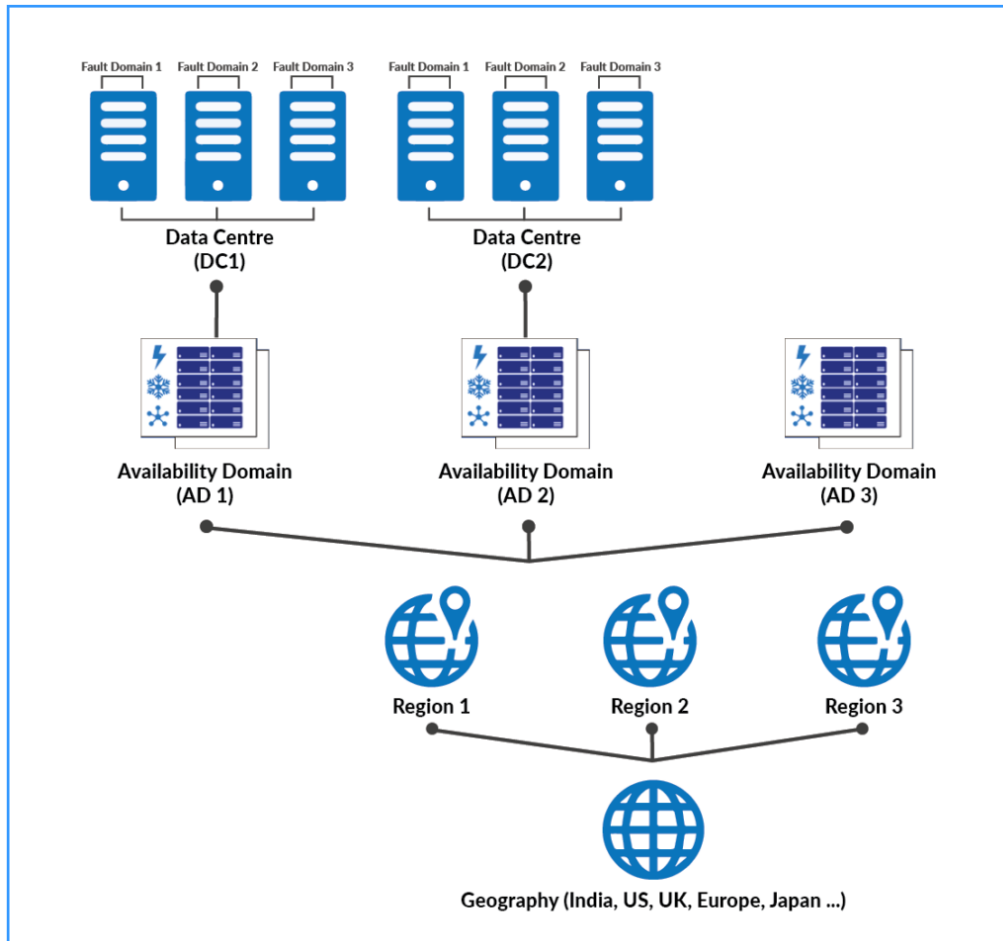 Fault Domain 1 Fault Domain 2 Fault Domain 3 Fault Domain 1 Fault Domain 2 Fault Domain 3
Data Centre
(DC1)
Data Centre
(DC2)
Availability Domain
(AD 1)
Availability Domain
(AD 2)
Availability Domain
(AD 3)
Region 1
Region 2
Region 3
Geography (India, US, UK, Europe, Japan ...)